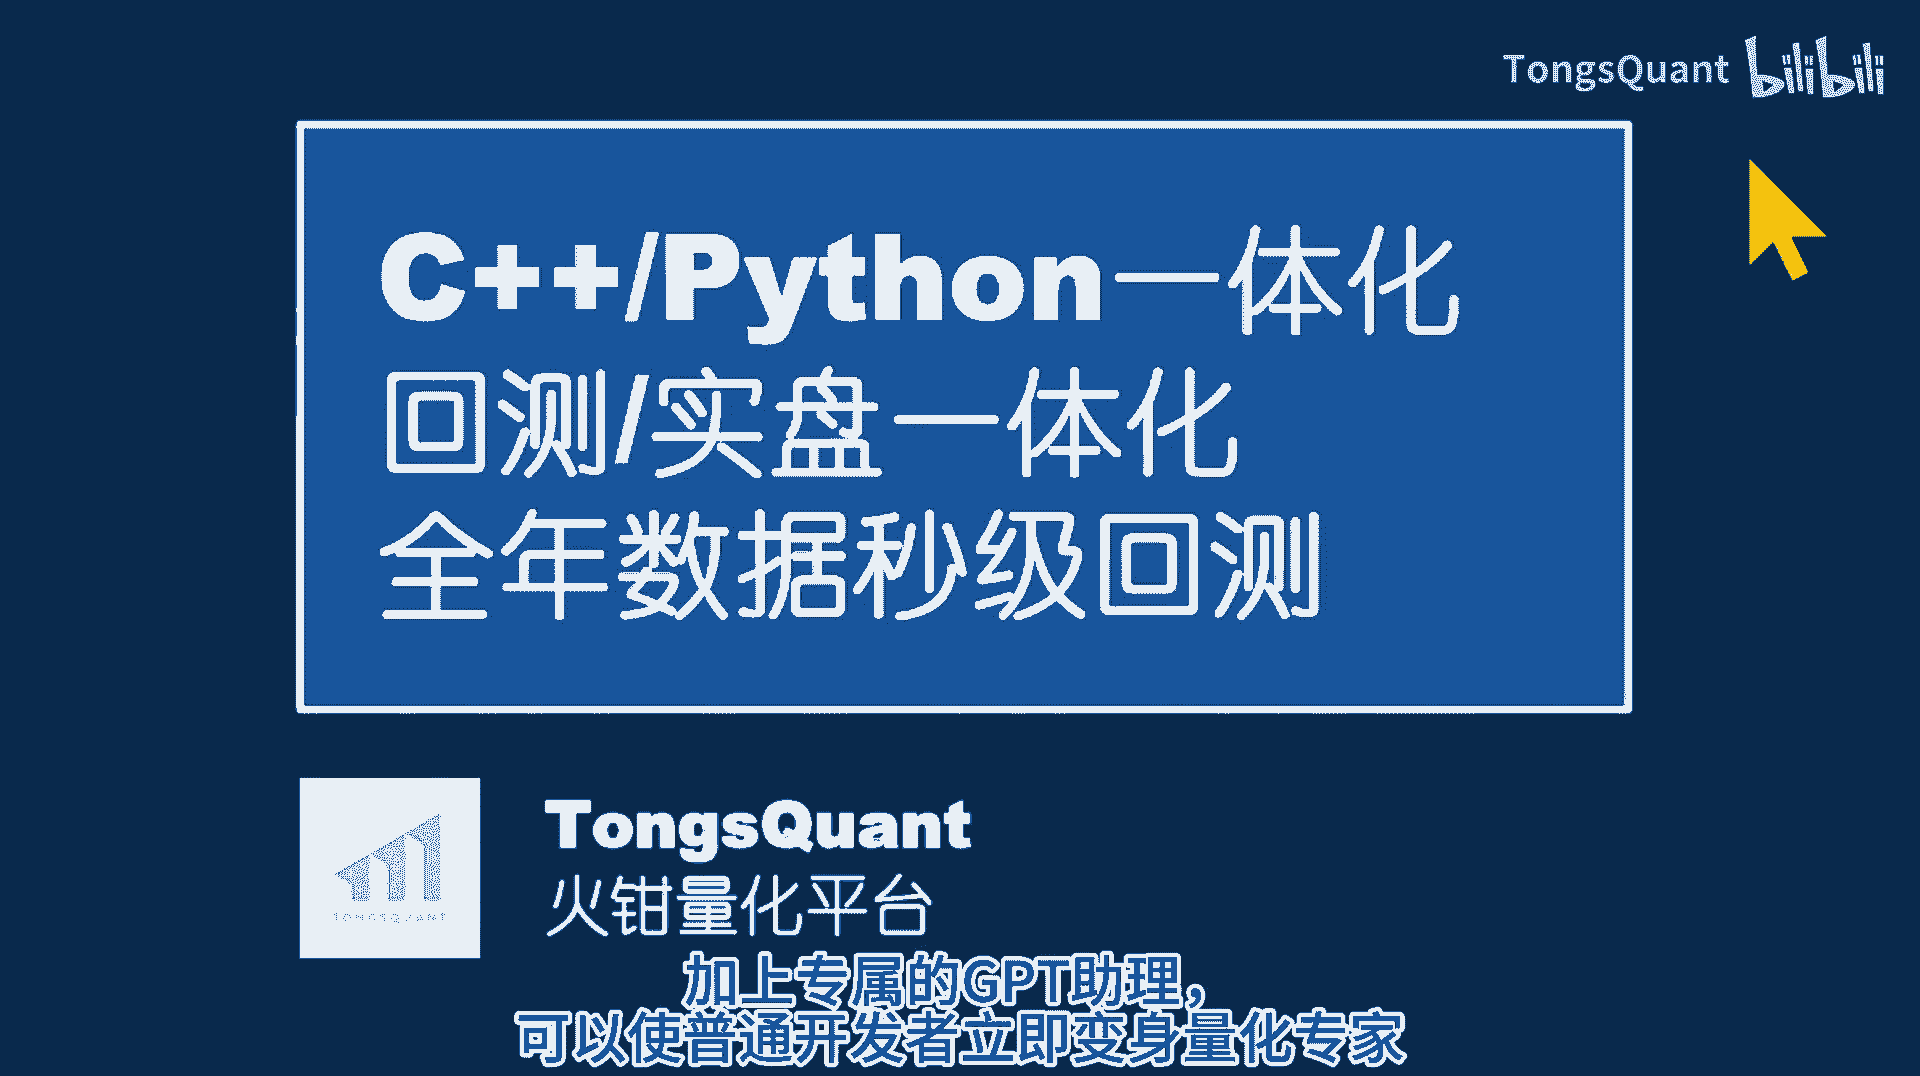 TongsQuant bilibili
C++/Python一体化
回测/实盘一体化
全年数据秒级回测
TongsQuant
火钳量化平台
TONGSQUANT
加上专属的GPT助理，
可以使普通开发者立即变身量化专家